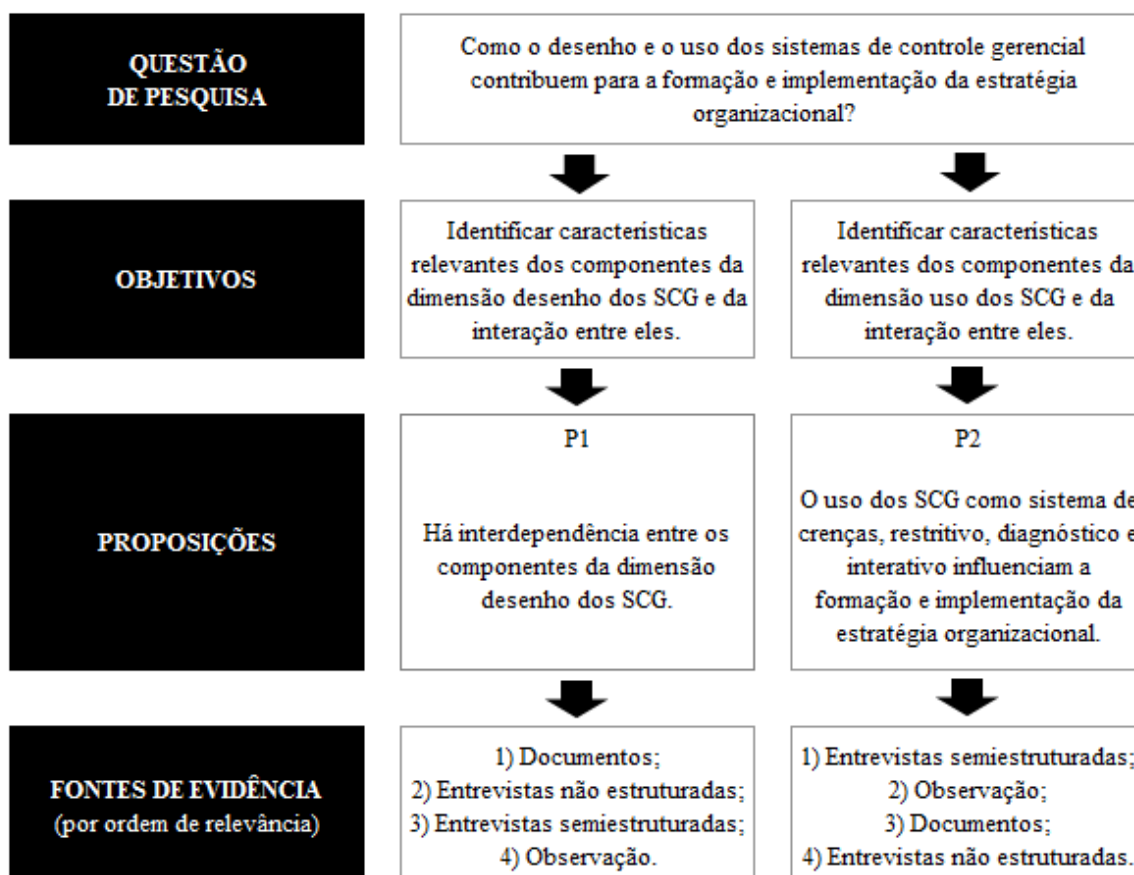 QUESTÃO
DE PESQUISA
Como o desenho e o uso dos sistemas de controle gerencial
contribuem para a formação e implementação da estratégia
organizacional?
OBJETIVOS
Identificar características
relevantes dos componentes da
dimensão desenho dos SCG e da
interação entre eles.
Identificar características
relevantes dos componentes da
dimensão uso dos SCG e da
interação entre eles.
PROPOSIÇÕES
P1
Há interdependência entre os
componentes da dimensão
desenho dos SCG.
P2
O uso dos SCG como sistema de
crenças, restritivo, diagnóstico e
interativo influenciam a
formação e implementação da
estratégia organizacional.
FONTES DE EVIDÊNCIA
(por ordem de relevância)
1) Documentos;
2) Entrevistas não estruturadas;
3) Entrevistas semiestruturadas;
4) Observação.
1) Entrevistas semiestruturadas;
2) Observação;
3) Documentos;
4) Entrevistas não estruturadas.